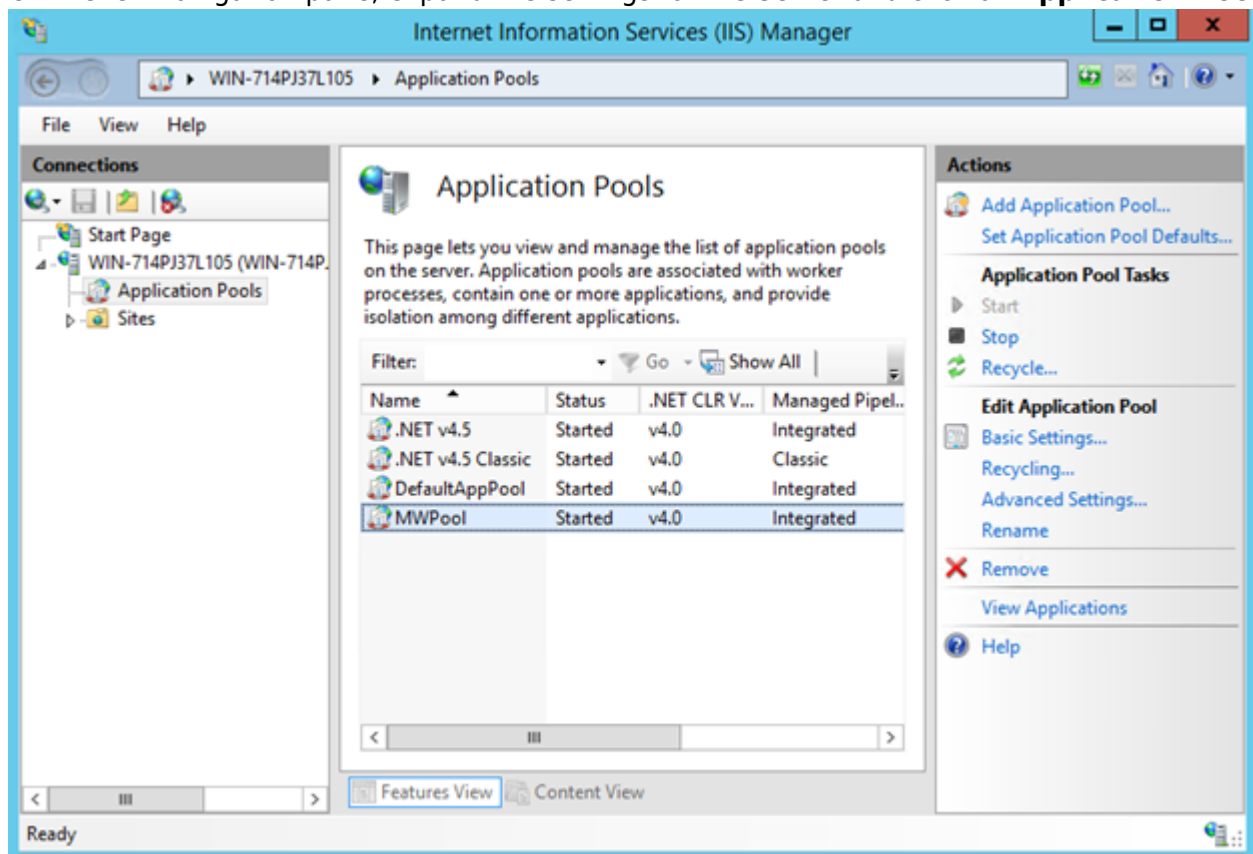 Internet Information Services (IIS) Manager
WIN-714PJ37L105 Application Pools
File View Help
Connections
Start Page
WIN-714PJ37L105 (WIN-714P.
Application Pools
Sites
Application Pools
This page lets you view and manage the list of application pools
on the server. Application pools are associated with worker
processes, contain one or more applications, and provide
isolation among different applications.
Filter: Go Show All
Name Status .NET CLR V... Managed Pipel..
.NET v4.5 Started v4.0 Integrated
.NET v4.5 Classic Started v4.0 Classic
DefaultAppPool Started v4.0 Integrated
MWPool Started v4.0 Integrated
Features View Content View
Actions
Add Application Pool...
Set Application Pool Defaults...
Application Pool Tasks
Start
Stop
Recycle...
Edit Application Pool
Basic Settings...
Recycling...
Advanced Settings...
Rename
Remove
View Applications
Help
Ready